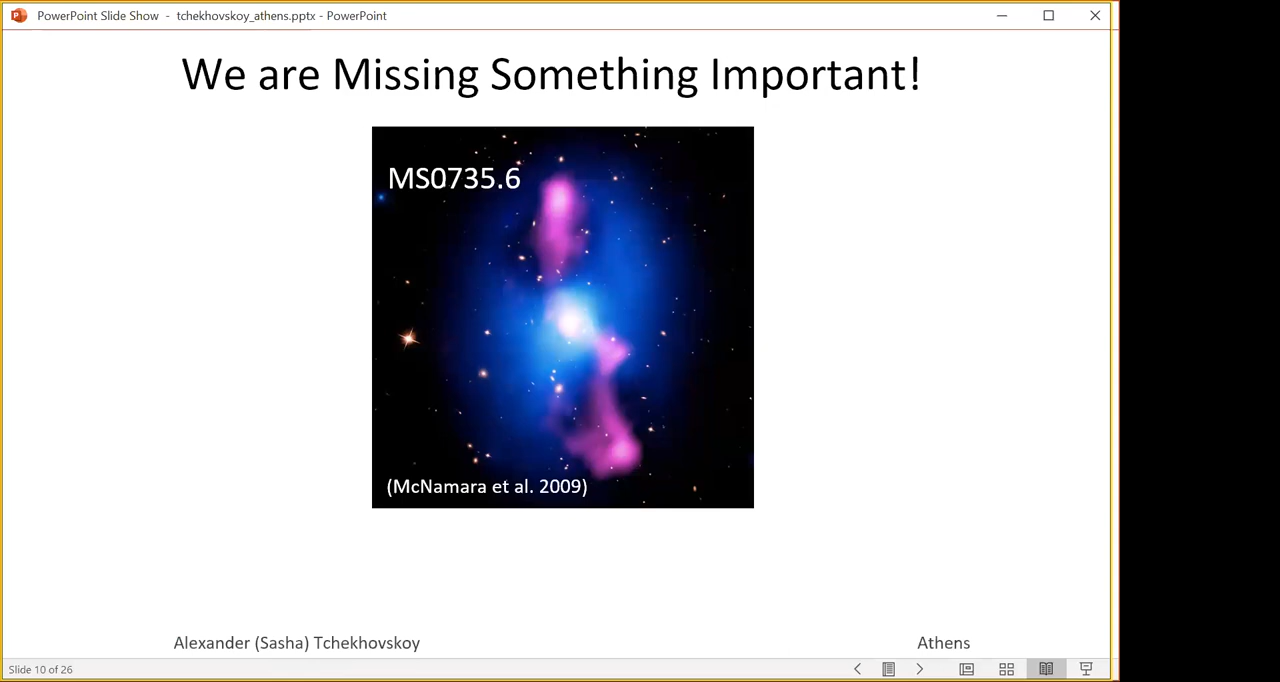 PowerPoint Slide Show - tchekhovskoy_athens.pptx - PowerPoint
We are Missing Something Important!
MS0735.6
(McNamara et al. 2009)
Alexander (Sasha) Tchekhovskoy
Athens
Slide 10 of 26